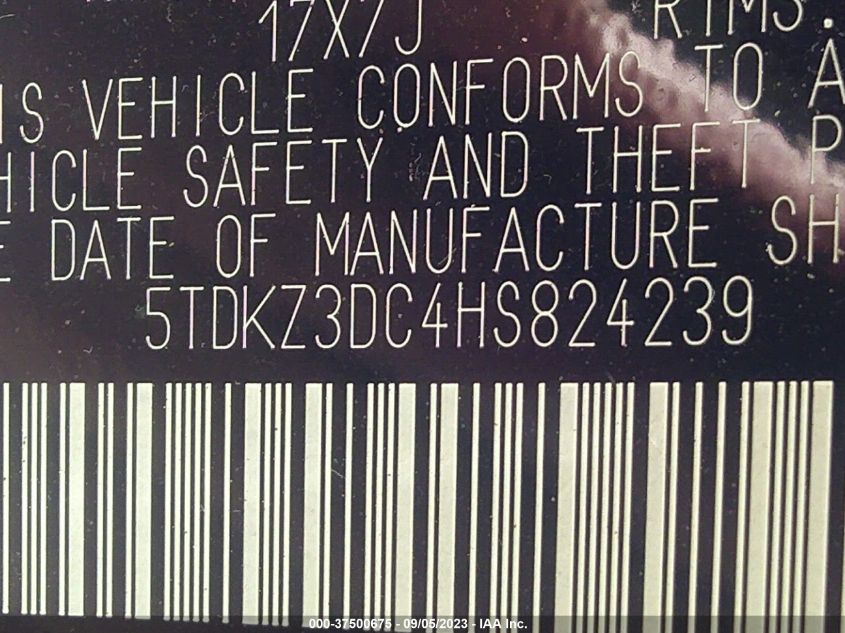 17X7J RIMS.
IS VEHICLE CONFORMS TO A
HICLE SAFETY AND THEFT P
E DATE OF MANUFACTURE SH
5TDKZ3DC4HS824239
000-37500675 - 09/05/2023 - IAA Inc.